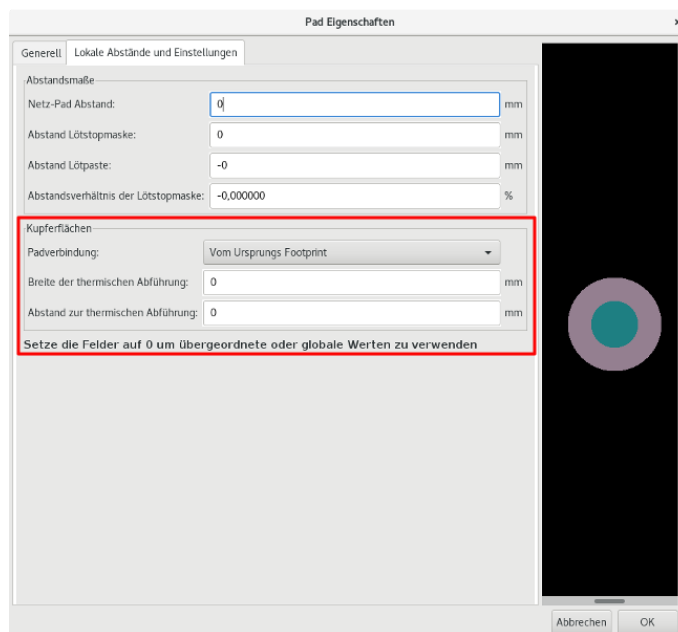 Pad Eigenschaften
Generell Lokale Abstände und Einstellungen
Abstandsmaße
Netz-Pad Abstand: 0 mm
Abstand Lötstopmaske: 0 mm
Abstand Lötpaste: -0 mm
Abstandsverhältnis der Lötstopmaske: -0,000000 %
Kupferflächen
Padverbindung: Vom Ursprungs Footprint
Breite der thermischen Abführung: 0 mm
Abstand zur thermischen Abführung: 0 mm
Setze die Felder auf 0 um übergeordnete oder globale Werten zu verwenden
Abbrechen OK